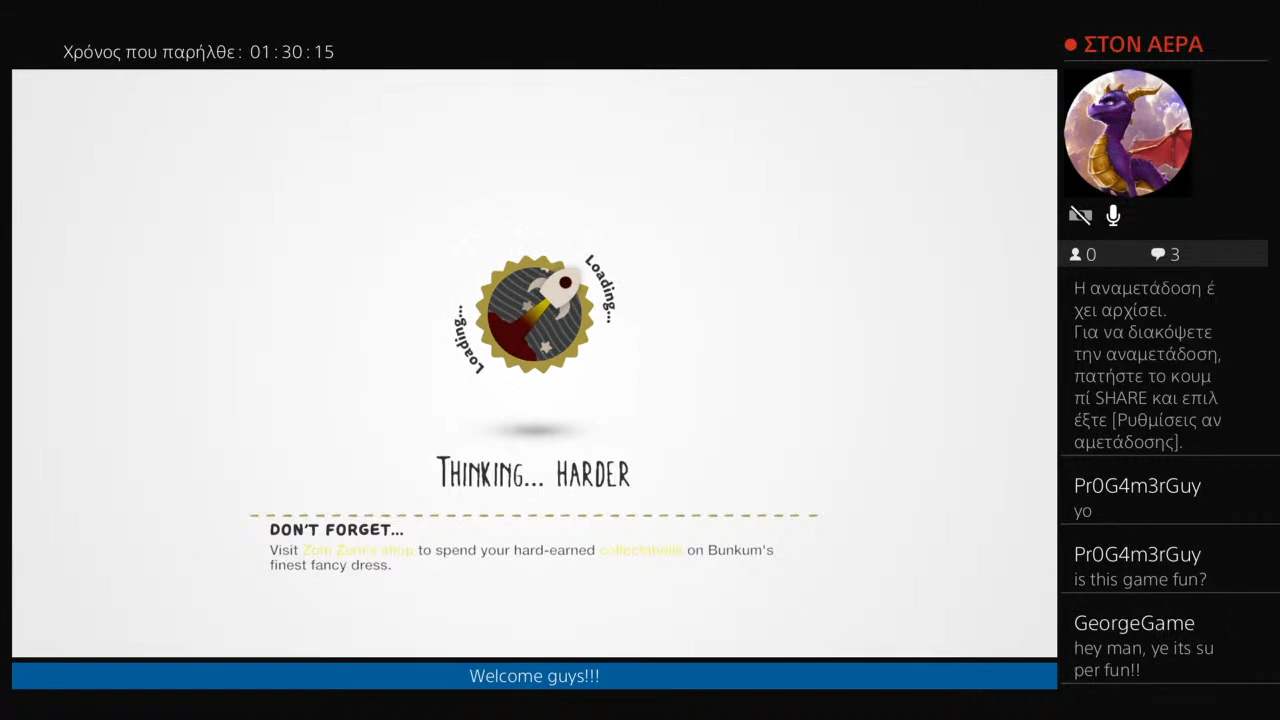 Χρόνος που παρήλθε: 01:30:15
ΣΤΟΝ ΑΕΡΑ
0
3
Η αναμετάδοση έ
χει αρχίσει.
Για να διακόψετε
την αναμετάδοση,
πατήστε το κουμ
πί SHARE και επιλ
έξτε [Ρυθμίσεις αν
αμετάδοσης].
Pr0G4m3rGuy
yo
Pr0G4m3rGuy
is this game fun?
GeorgeGame
hey man, ye its su
per fun!!
Loading...
Loading...
THINKING... HARDER
DON'T FORGET...
Visit Zom Zom's shop to spend your hard-earned collectabells on Bunkum's
finest fancy dress.
Welcome guys!!!